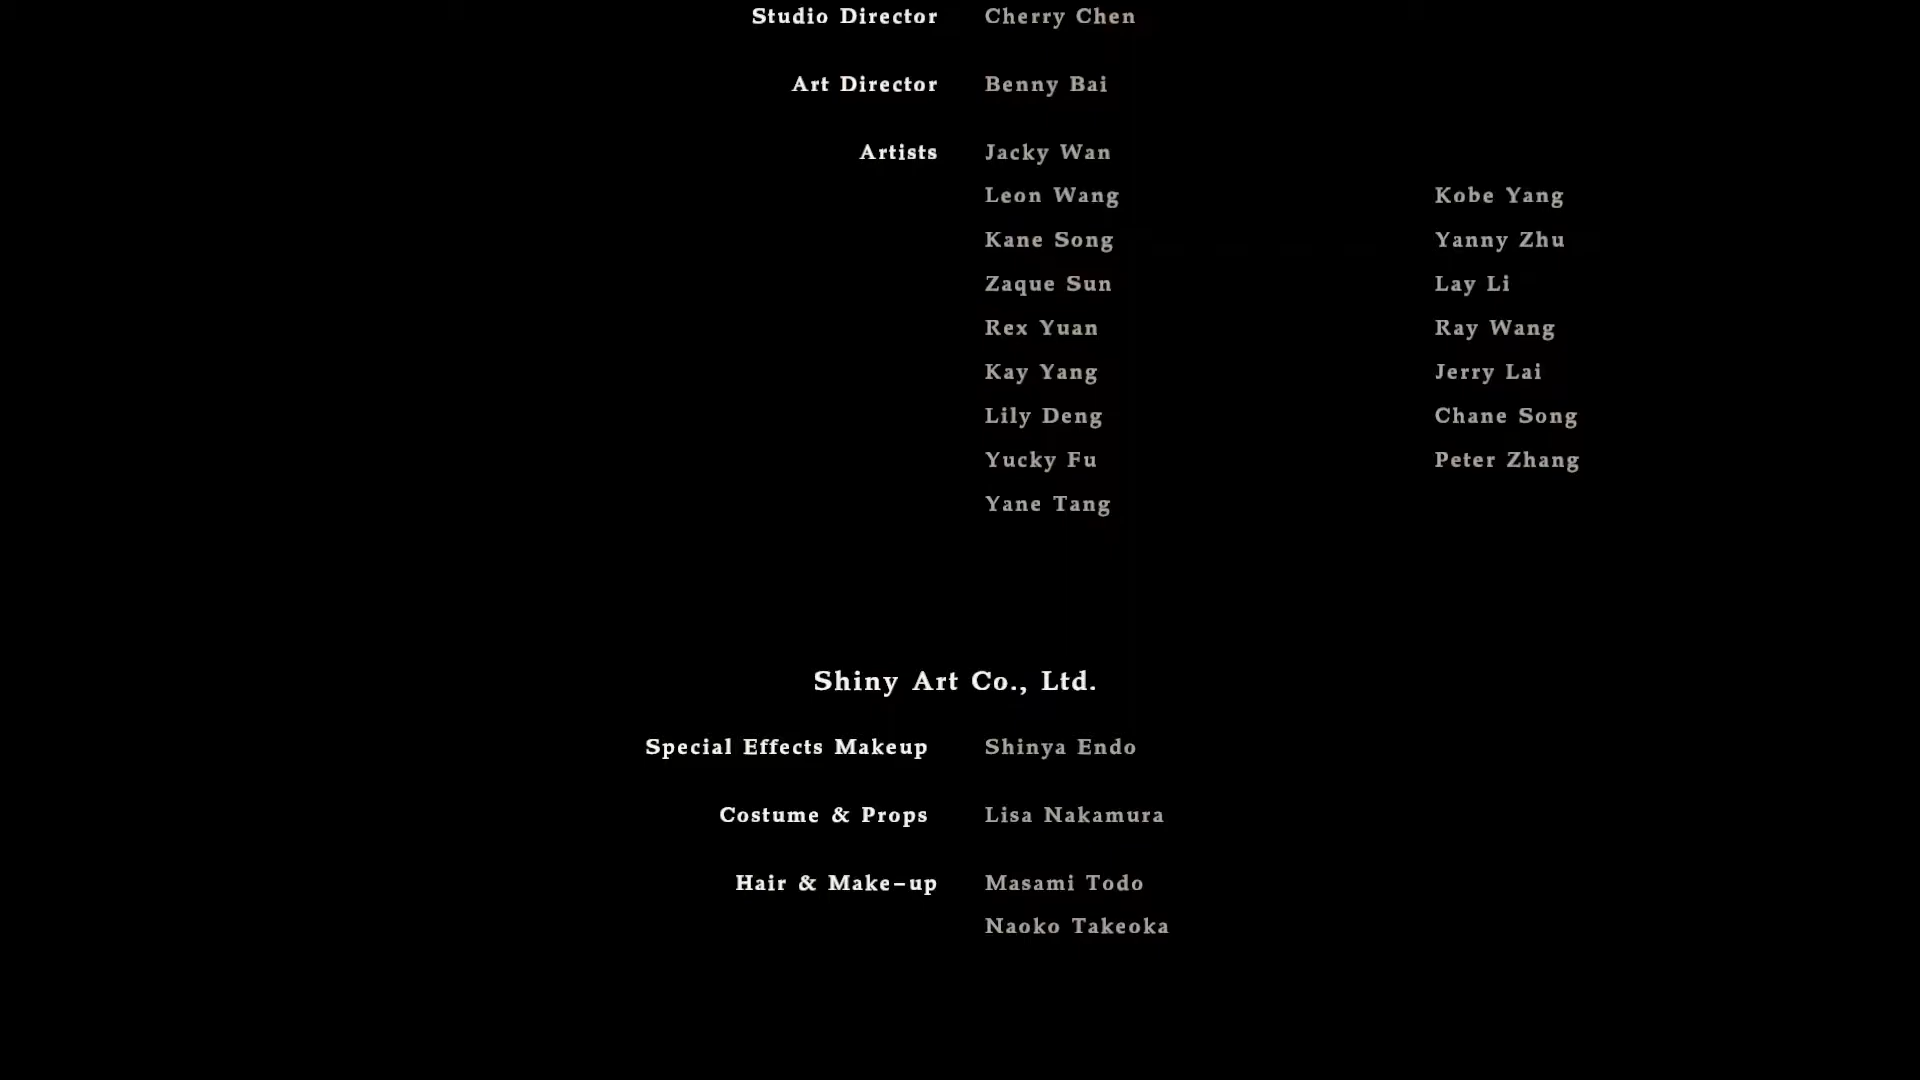 Studio Director Cherry Chen
Art Director Benny Bai
Artists Jacky Wan
Leon Wang Kobe Yang
Kane Song Yanny Zhu
Zaque Sun Lay Li
Rex Yuan Ray Wang
Kay Yang Jerry Lai
Lily Deng Chane Song
Yucky Fu Peter Zhang
Yane Tang
Shiny Art Co., Ltd.
Special Effects Makeup Shinya Endo
Costume & Props Lisa Nakamura
Hair & Make-up Masami Todo
Naoko Takeoka